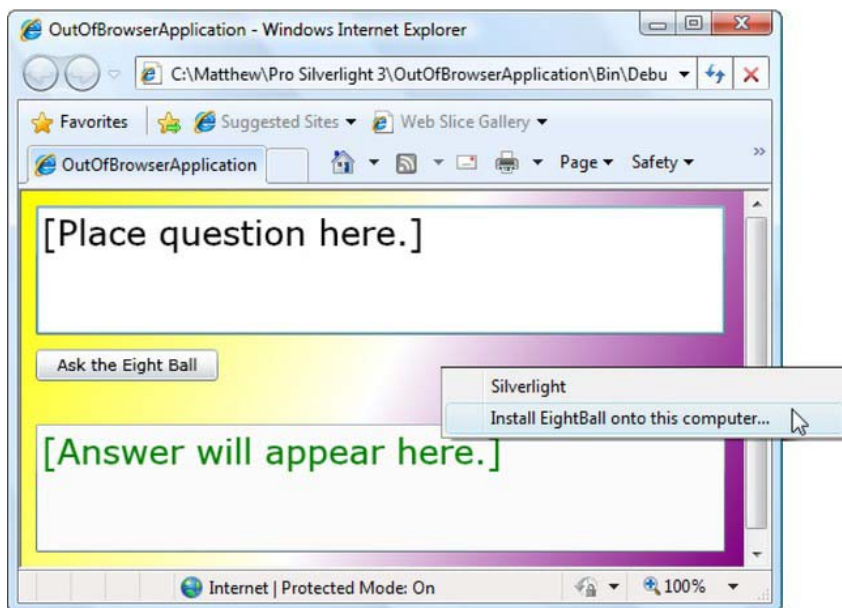 OutOfBrowserApplication - Windows Internet Explorer
C:\Matthew\Pro Silverlight 3\OutOfBrowserApplication\Bin\Debu
Favorites Suggested Sites Web Slice Gallery
OutOfBrowserApplication Page Safety »
[Place question here.]
Ask the Eight Ball
Silverlight
Install EightBall onto this computer...
[Answer will appear here.]
Internet | Protected Mode: On 100%